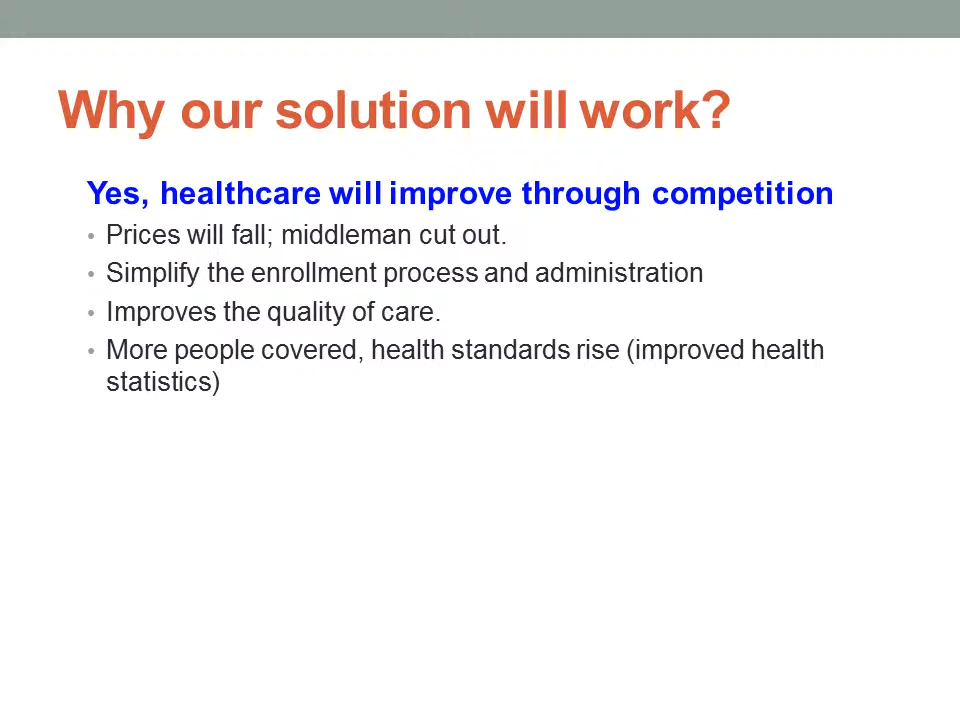 Why our solution will work?
Yes, healthcare will improve through competition
• Prices will fall; middleman cut out.
• Simplify the enrollment process and administration
• Improves the quality of care.
• More people covered, health standards rise (improved health
statistics)